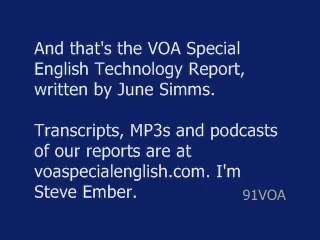 And that's the VOA Special
English Technology Report,
written by June Simms.
Transcripts, MP3s and podcasts
of our reports are at
voaspecialenglish.com. I'm
Steve Ember.
91VOA